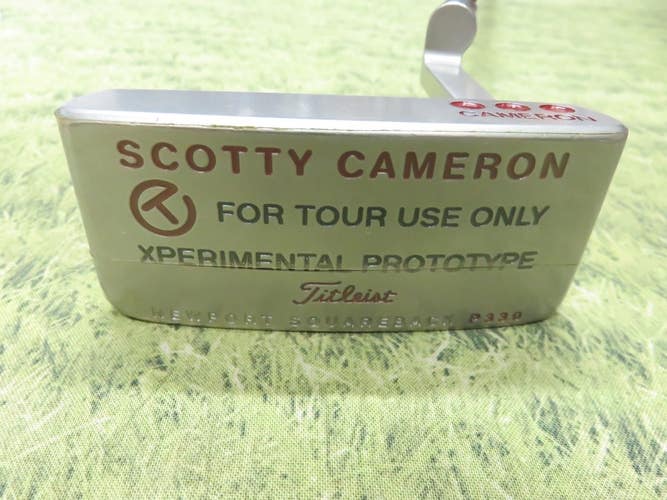 CAMERON
SCOTTY CAMERON
T FOR TOUR USE ONLY
XPERIMENTAL PROTOTYPE
Titleist
NEWPORT SQUAREBACK P330